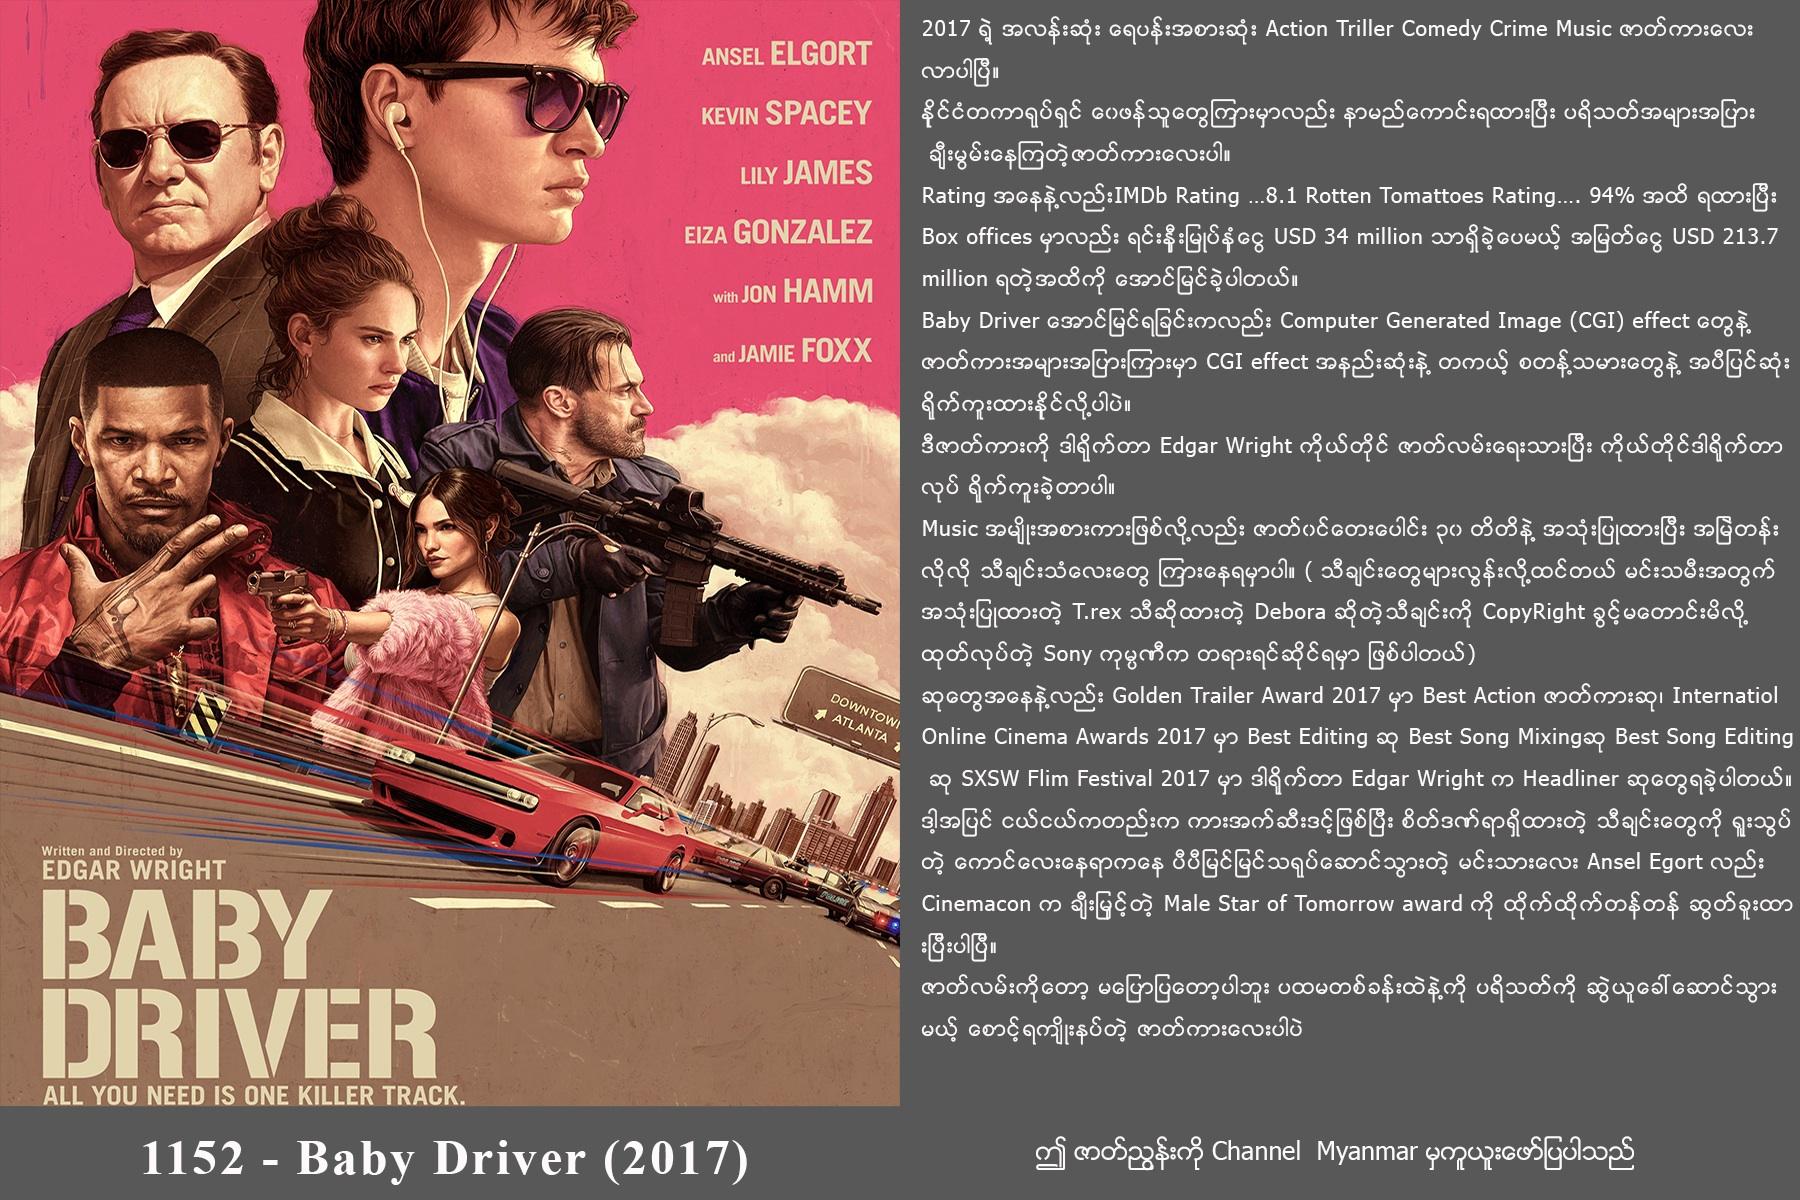 ANSEL ELGORT
KEVIN SPACEY
LILY JAMES
EIZA GONZALEZ
with JON HAMM
and JAMIE FOXX
DOWNTOWN
ATLANTA
Written and Directed by
EDGAR WRIGHT
BABY
DRIVER
ALL YOU NEED IS ONE KILLER TRACK.
1152 - Baby Driver (2017)
2017 ရဲ့ အလန်းဆုံး ရေပန်းအစားဆုံး Action Triller Comedy Crime Music ဇာတ်ကားလေး
လာပါပြီ။
နိုင်ငံတကာရုပ်ရှင် ဝေဖန်သူတွေကြားမှာလည်း နာမည်ကောင်းရထားပြီး ပရိသတ်အများအပြား
ချီးမွမ်းနေကြတဲ့ဇာတ်ကားလေးပါ။
Rating အနေနဲ့လည်းIMDb Rating …8.1 Rotten Tomattoes Rating…. 94% အထိ ရထားပြီး
Box offices မှာလည်း ရင်းနှီးမြုပ်နှံငွေ USD 34 million သာရှိခဲ့ပေမယ့် အမြတ်ငွေ USD 213.7
million ရတဲ့အထိကို အောင်မြင်ခဲ့ပါတယ်။
Baby Driver အောင်မြင်ရခြင်းကလည်း Computer Generated Image (CGI) effect တွေနဲ့
ဇာတ်ကားအများအပြားကြားမှာ CGI effect အနည်းဆုံးနဲ့ တကယ့် စတန့်သမားတွေနဲ့ အပီပြင်ဆုံး
ရိုက်ကူးထားနိုင်လို့ပါပဲ။
ဒီဇာတ်ကားကို ဒါရိုက်တာ Edgar Wright ကိုယ်တိုင် ဇာတ်လမ်းရေးသားပြီး ကိုယ်တိုင်ဒါရိုက်တာ
လုပ် ရိုက်ကူးခဲ့တာပါ။
Music အမျိုးအစားကားဖြစ်လို့လည်း ဇာတ်ဝင်တေးပေါင်း ၃၀ တိတိနဲ့ အသုံးပြုထားပြီး အမြဲတန်း
လိုလို သီချင်းသံလေးတွေ ကြားနေရမှာပါ။ ( သီချင်းတွေများလွန်းလို့ထင်တယ် မင်းသမီးအတွက်
အသုံးပြုထားတဲ့ T.rex သီဆိုထားတဲ့ Debora ဆိုတဲ့သီချင်းကို CopyRight ခွင့်မတောင်းမိလို့
ထုတ်လုပ်တဲ့ Sony ကုမ္ပဏီက တရားရင်ဆိုင်ရမှာ ဖြစ်ပါတယ်)
ဆုတွေအနေနဲ့လည်း Golden Trailer Award 2017 မှာ Best Action ဇာတ်ကားဆု၊ Internatiol
Online Cinema Awards 2017 မှာ Best Editing ဆု Best Song Mixingဆု Best Song Editing
ဆု SXSW Flim Festival 2017 မှာ ဒါရိုက်တာ Edgar Wright က Headliner ဆုတွေရခဲ့ပါတယ်။
ဒါ့အပြင် ငယ်ငယ်ကတည်းက ကားအက်ဆီးဒင့်ဖြစ်ပြီး စိတ်ဒဏ်ရာရှိထားတဲ့ သီချင်းတွေကို ရူးသွပ်
တဲ့ ကောင်လေးနေရာကနေ ပီပီမြင်မြင်သရုပ်ဆောင်သွားတဲ့ မင်းသားလေး Ansel Egort လည်း
Cinemacon က ချီးမြှင့်တဲ့ Male Star of Tomorrow award ကို ထိုက်ထိုက်တန်တန် ဆွတ်ခူးထာ
းပြီးပါပြီ။
ဇာတ်လမ်းကိုတော့ မပြောပြတော့ပါဘူး ပထမတစ်ခန်းထဲနဲ့ကို ပရိသတ်ကို ဆွဲယူခေါ်ဆောင်သွား
မယ့် စောင့်ရကျိုးနပ်တဲ့ ဇာတ်ကားလေးပါပဲ
ဤ ဇာတ်ညွှန်းကို Channel Myanmar မှကူယူးဖော်ပြပါသည်